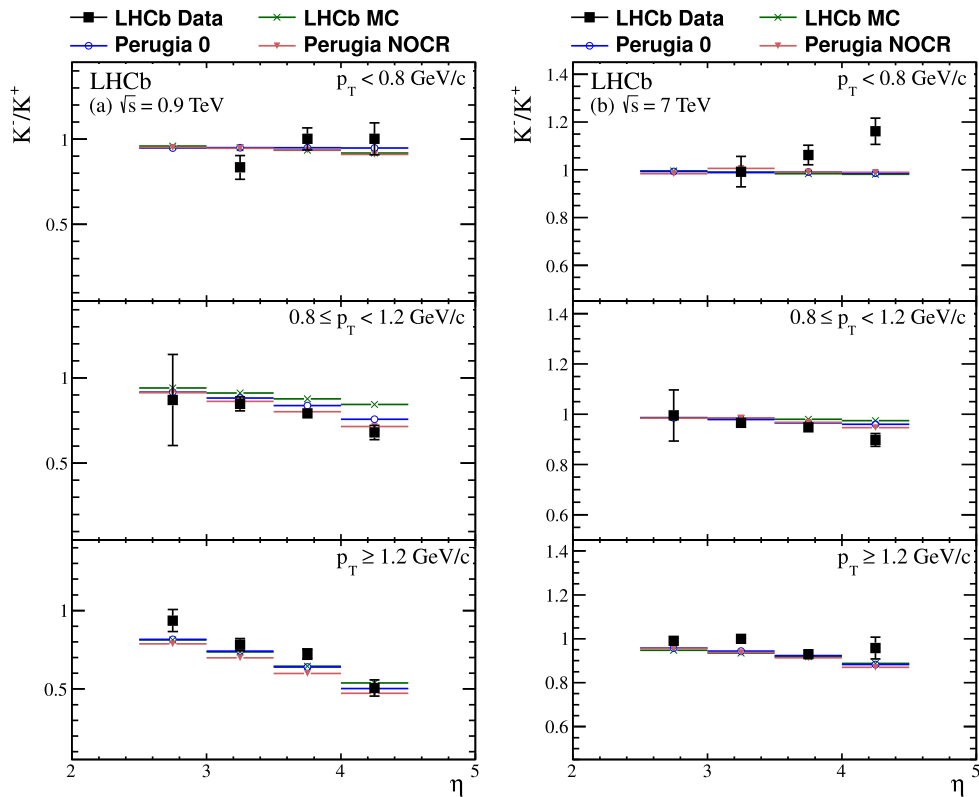 LHCb Data
LHCb MC
Perugia 0
Perugia NOCR
K⁻/K⁺
LHCb
(a) √s = 0.9 TeV
p_T < 0.8 GeV/c
1
0.5
0.8 ≤ p_T < 1.2 GeV/c
1
0.5
p_T ≥ 1.2 GeV/c
1
0.5
2
3
4
5
η
LHCb Data
LHCb MC
Perugia 0
Perugia NOCR
K⁻/K⁺
LHCb
(b) √s = 7 TeV
p_T < 0.8 GeV/c
1.4
1.2
1
0.8
0.6
0.8 ≤ p_T < 1.2 GeV/c
1.4
1.2
1
0.8
0.6
p_T ≥ 1.2 GeV/c
1.4
1.2
1
0.8
0.6
2
3
4
5
η